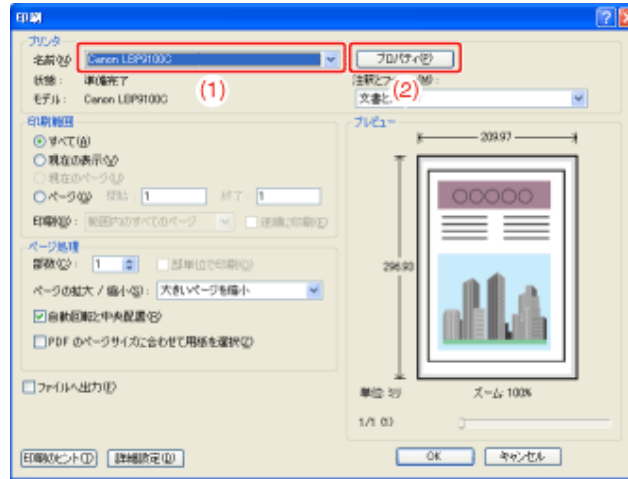 印刷
プリンタ
名前(N): Canon LBP9100C
プロパティ(P)
状態: 準備完了
(1)
注釈とフォーム(M):
(2)
モデル: Canon LBP9100C
文書と
印刷範囲
すべて(A)
現在の表示(V)
現在のページ(U)
ページ(G) 開始: 1 終了: 1
印刷(R): 範囲内のすべてのページ 逆順に印刷(E)
ページ処理
部数(C): 1 部単位で印刷(O)
ページの拡大 / 縮小(S): 大きいページを縮小
自動回転と中央配置(B)
PDF のページサイズに合わせて用紙を選択(Z)
ファイルへ出力(F)
プレビュー
209.97
296.93
OOOOO
単位: ミリ ズーム: 100%
1/1 (1)
印刷のヒント(T) 詳細設定(D) OK キャンセル